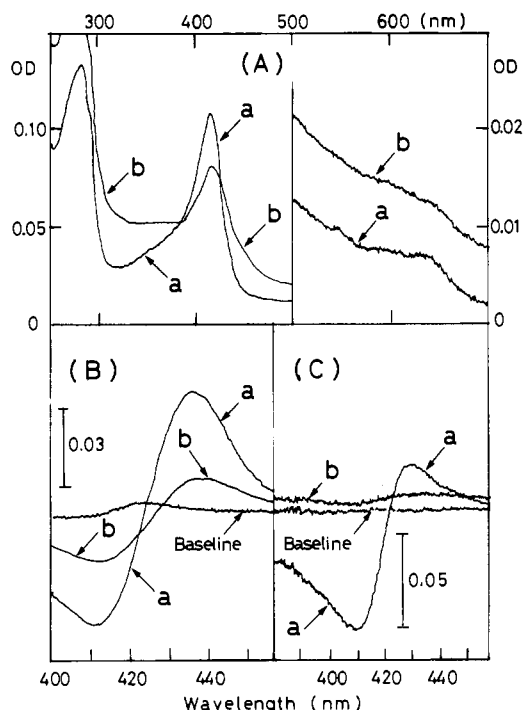 300 400 500 600 (nm)
OD (A) OD
a
b
0.10 0.02
b
b
a
0.05 0.01
a
0 0
(B) (C)
a
a
0.03
b
b
Baseline Baseline
b
0.05
a
a
400 420 440 400 420 440
Wavelength (nm)